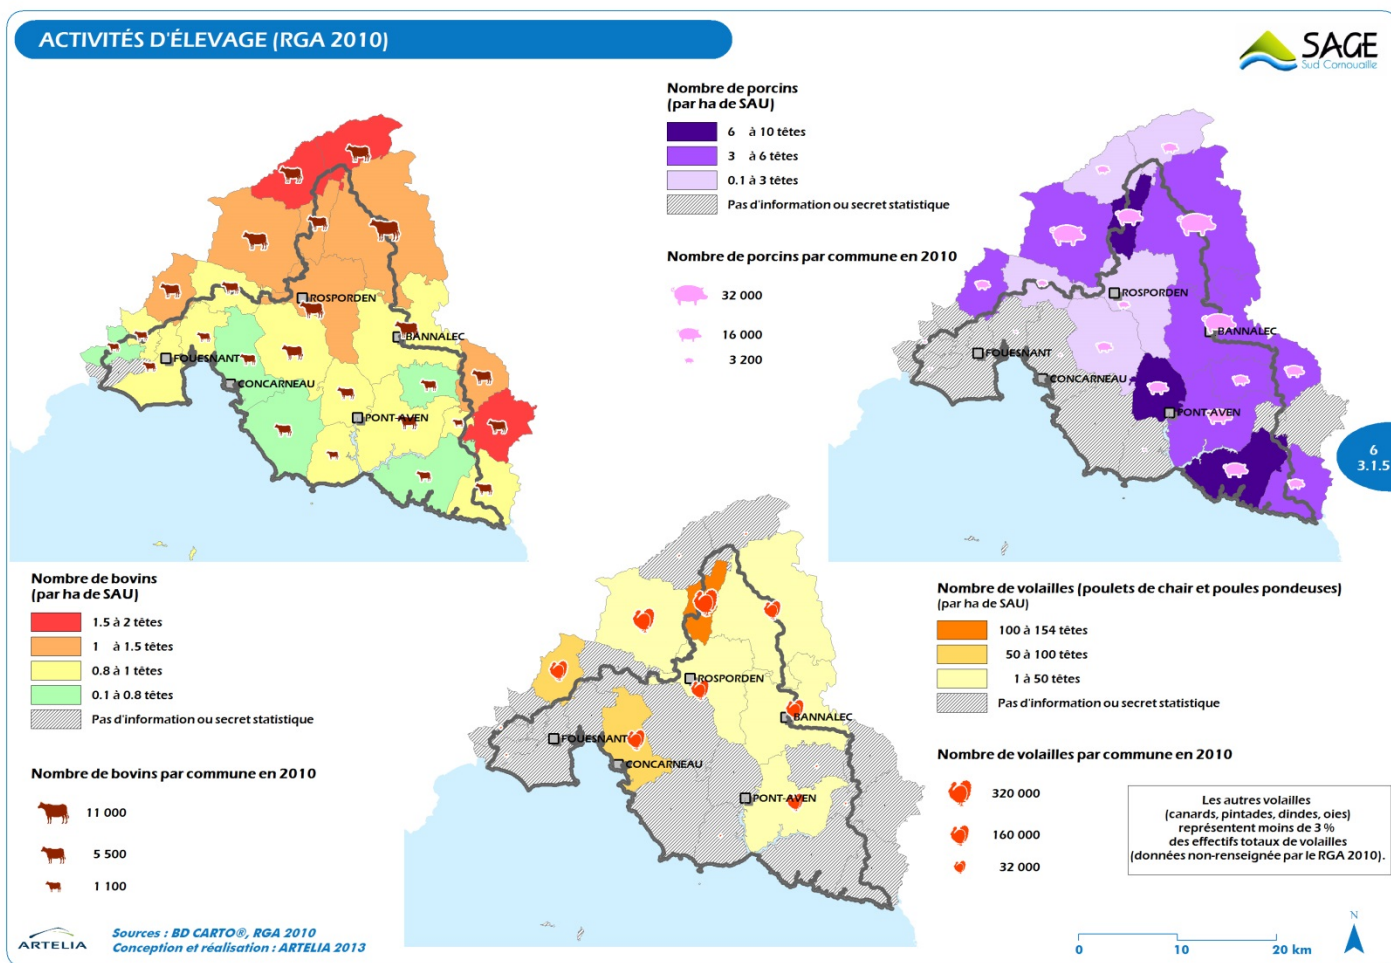 ACTIVITÉS D'ÉLEVAGE (RGA 2010)
SAGE
Sud Cornouaille
Nombre de porcins
(par ha de SAU)
6 à 10 têtes
3 à 6 têtes
0.1 à 3 têtes
Pas d'information ou secret statistique
Nombre de porcins par commune en 2010
32 000
16 000
3 200
ROSPORDEN
BANNALEC
FOUESNANT
CONCARNEAU
PONT-AVEN
ROSPORDEN
BANNALEC
FOUESNANT
CONCARNEAU
PONT-AVEN
6
3.1.5
Nombre de bovins
(par ha de SAU)
1.5 à 2 têtes
1 à 1.5 têtes
0.8 à 1 têtes
0.1 à 0.8 têtes
Pas d'information ou secret statistique
Nombre de bovins par commune en 2010
11 000
5 500
1 100
ROSPORDEN
BANNALEC
FOUESNANT
CONCARNEAU
PONT-AVEN
Nombre de volailles (poulets de chair et poules pondeuses)
(par ha de SAU)
100 à 154 têtes
50 à 100 têtes
1 à 50 têtes
Pas d'information ou secret statistique
Nombre de volailles par commune en 2010
320 000
160 000
32 000
Les autres volailles
(canards, pintades, dindes, oies)
représentent moins de 3 %
des effectifs totaux de volailles
(données non-renseignée par le RGA 2010).
ARTELIA
Sources : BD CARTO®, RGA 2010
Conception et réalisation : ARTELIA 2013
N
0 10 20 km